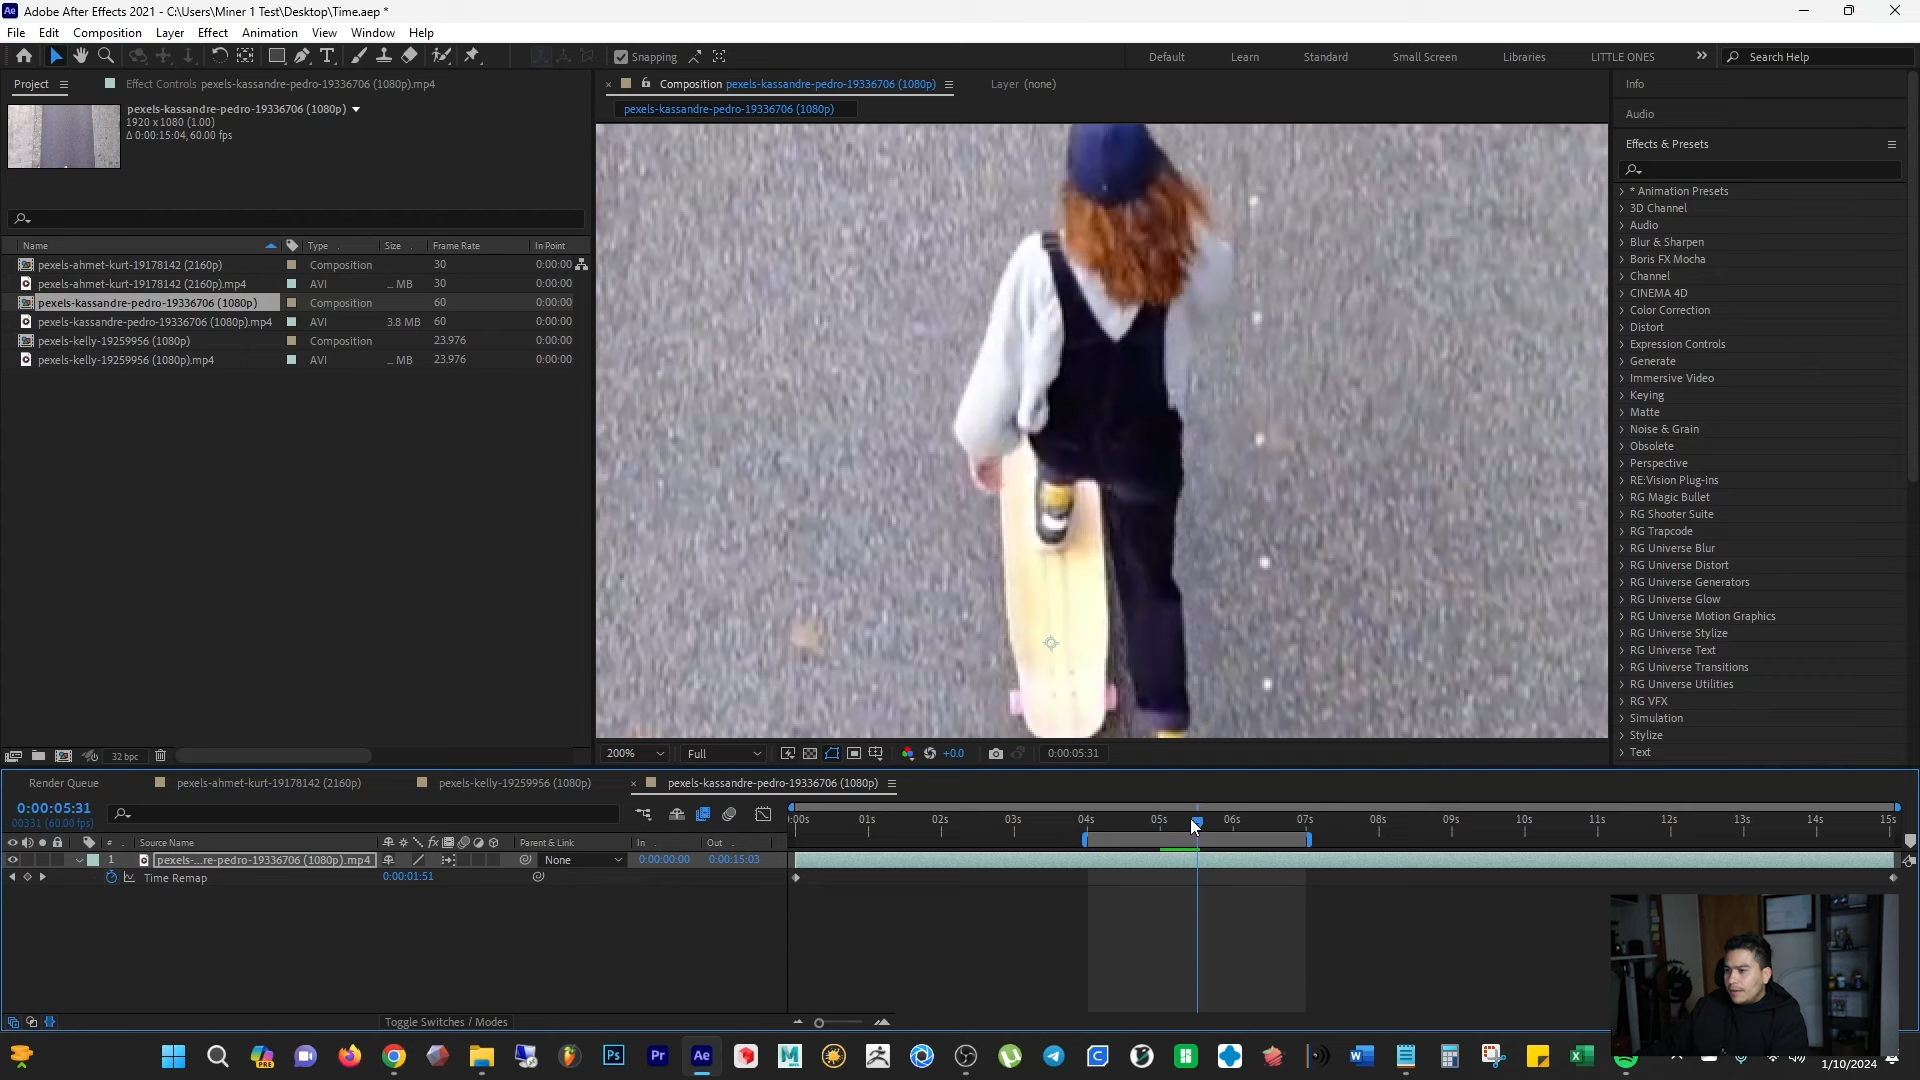 Ae Adobe After Effects 2021 - C:\Users\Miner 1 Test\Desktop\Time.aep *
File Edit Composition Layer Effect Animation View Window Help
Snapping Default Learn Standard Small Screen Libraries LITTLE ONES Search Help
Project Effect Controls pexels-kassandre-pedro-19336706 (1080p).mp4
pexels-kassandre-pedro-19336706 (1080p)
1920 x 1080 (1.00)
Δ 0:00:15:04, 60.00 fps
Name Type Size Frame Rate In Point
pexels-ahmet-kurt-19178142 (2160p) Composition 30 0:00:00
pexels-ahmet-kurt-19178142 (2160p).mp4 AVI ... MB 30 0:00:00
pexels-kassandre-pedro-19336706 (1080p) Composition 60 0:00:00
pexels-kassandre-pedro-19336706 (1080p).mp4 AVI 3.8 MB 60 0:00:00
pexels-kelly-19259956 (1080p) Composition 23.976 0:00:00
pexels-kelly-19259956 (1080p).mp4 AVI ... MB 23.976 0:00:00
32 bpc
Composition pexels-kassandre-pedro-19336706 (1080p) Layer (none)
pexels-kassandre-pedro-19336706 (1080p)
200% Full +0.0 0:00:05:31
Info
Audio
Effects & Presets
* Animation Presets
3D Channel
Audio
Blur & Sharpen
Boris FX Mocha
Channel
CINEMA 4D
Color Correction
Distort
Expression Controls
Generate
Immersive Video
Keying
Matte
Noise & Grain
Obsolete
Perspective
RE:Vision Plug-ins
RG Magic Bullet
RG Shooter Suite
RG Trapcode
RG Universe Blur
RG Universe Distort
RG Universe Generators
RG Universe Glow
RG Universe Motion Graphics
RG Universe Stylize
RG Universe Text
RG Universe Transitions
RG Universe Utilities
RG VFX
Simulation
Stylize
Text
Render Queue pexels-ahmet-kurt-19178142 (2160p) pexels-kelly-19259956 (1080p) pexels-kassandre-pedro-19336706 (1080p)
0:00:05:31
00331 (60.00 fps)
:00s 01s 02s 03s 04s 05s 06s 07s 08s 09s 10s 11s 12s 13s 14s 15s
# Source Name fx Parent & Link In Out
1 pexels-...re-pedro-19336706 (1080p).mp4 None 0:00:00:00 0:00:15:03
Time Remap 0:00:01:51
Toggle Switches / Modes
PRE Ps Pr Ae
1/10/2024